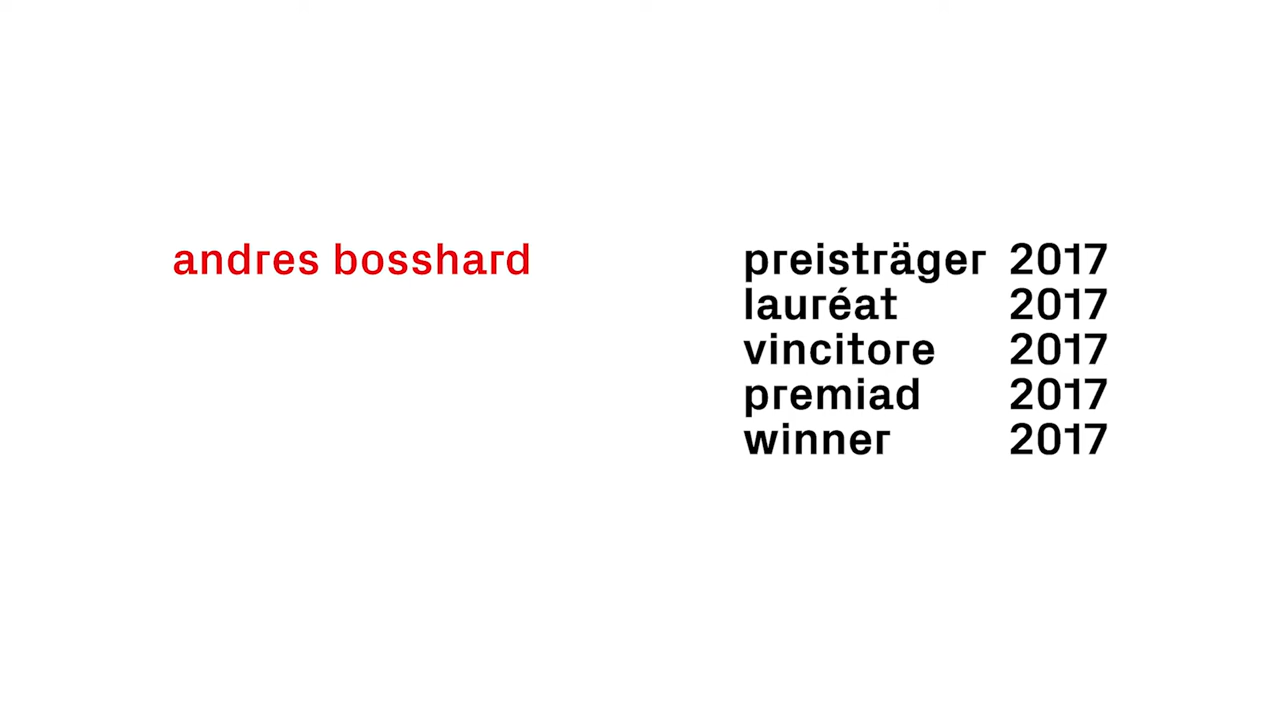 andres bosshard
preisträger 2017
lauréat 2017
vincitore 2017
premiad 2017
winner 2017